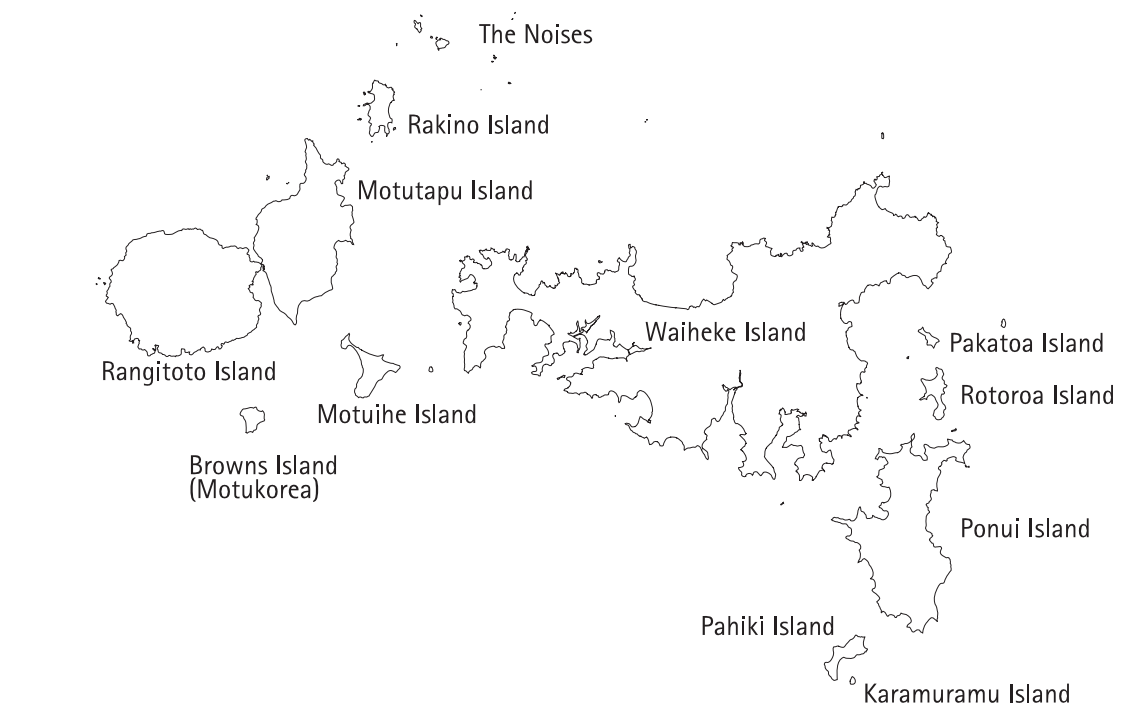 The Noises
Rakino Island
Motutapu Island
Waiheke Island
Pakatoa Island
Rangitoto Island
Rotoroa Island
Motuihe Island
Browns Island
(Motukorea)
Ponui Island
Pahiki Island
Karamuramu Island